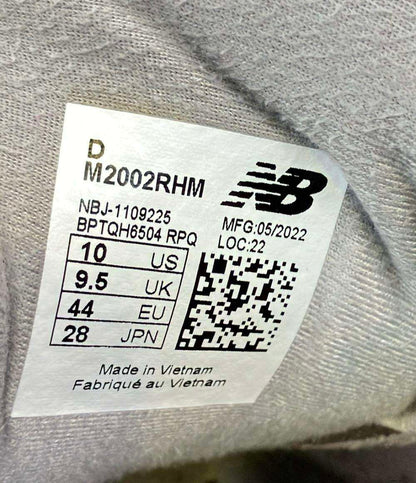 D
M2002RHM
NB
NBJ-1109225
BPTQH6504 RPQ
MFG:05/2022
LOC:22
10 US
9.5 UK
44 EU
28 JPN
Made in Vietnam
Fabriqué au Vietnam